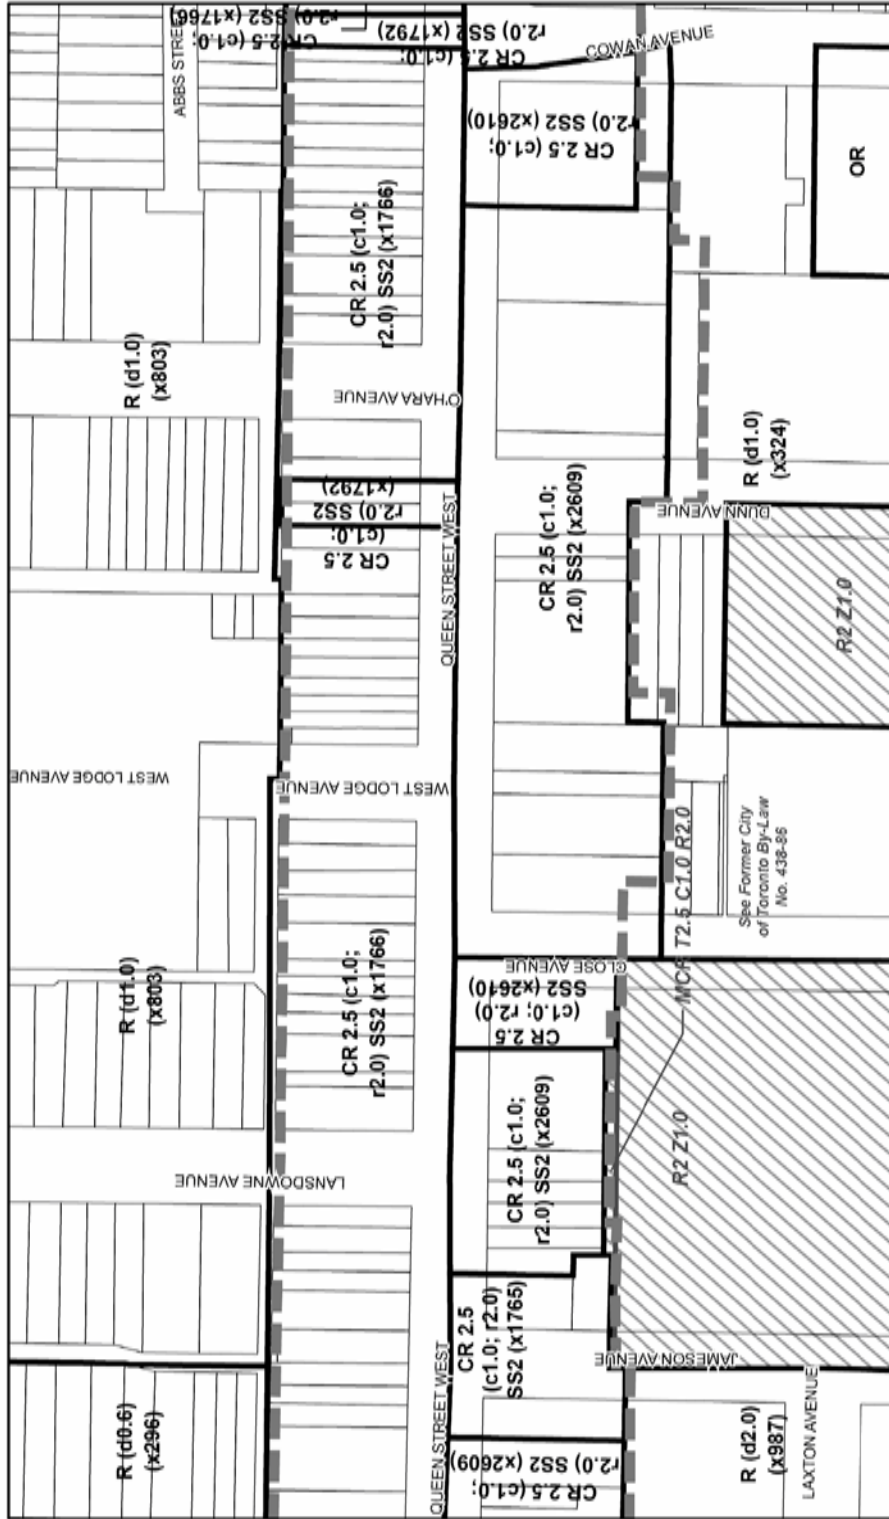 ABBS STREET
CR 2.5 (c1.0;
r2.0) SS2 (x1766)
CR 2.5 (c1.0;
r2.0) SS2 (x1792)
COWAN AVENUE
CR 2.5 (c1.0;
r2.0) SS2 (x2610)
OR
CR 2.5 (c1.0;
r2.0) SS2 (x1766)
R (d1.0)
(x803)
O'HARA AVENUE
R (d1.0)
(x324)
CR 2.5
(c1.0;
r2.0) SS2
(x1792)
QUEEN STREET WEST
CR 2.5 (c1.0;
r2.0) SS2 (x2609)
DUNN AVENUE
R2 Z1.0
WEST LODGE AVENUE
WEST LODGE AVENUE
MCR T2.5 C1.0 R2.0
See Former City
of Toronto By-Law
No. 438-86
R (d1.0)
(x803)
CR 2.5 (c1.0;
r2.0) SS2 (x1766)
CLOSE AVENUE
CR 2.5
(c1.0; r2.0)
SS2 (x2610)
CR 2.5 (c1.0;
r2.0) SS2 (x2609)
R2 Z1.0
LANSDOWNE AVENUE
CR 2.5
(c1.0; r2.0)
SS2 (x1765)
JAMESON AVENUE
QUEEN STREET WEST
R (d0.6)
(x296)
CR 2.5 (c1.0;
r2.0) SS2 (x2609)
R (d2.0)
(x987)
LAXTON AVENUE